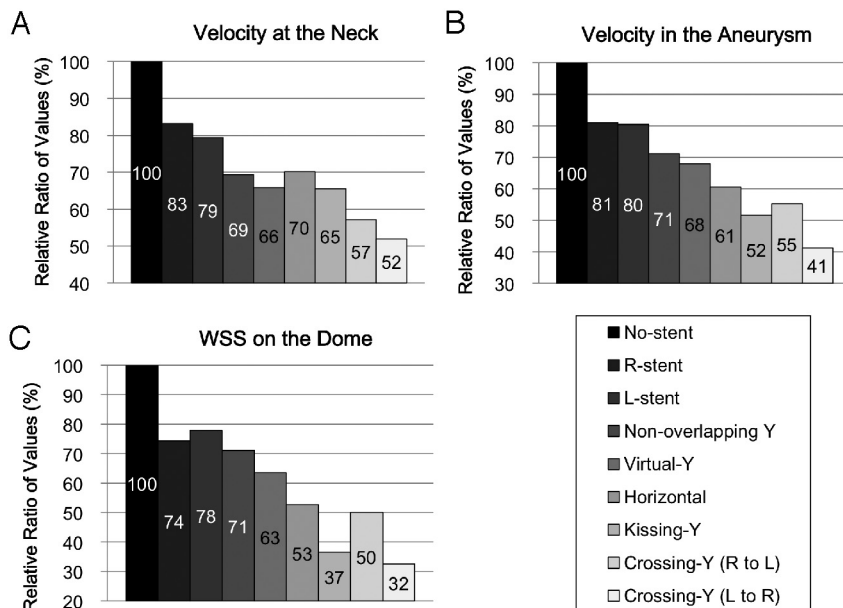 A
Velocity at the Neck
Relative Ratio of Values (%)
100
90
80
70
60
50
40
100
83
79
69
66
70
65
57
52
B
Velocity in the Aneurysm
Relative Ratio of Values (%)
100
90
80
70
60
50
40
30
100
81
80
71
68
61
52
55
41
C
WSS on the Dome
Relative Ratio of Values (%)
100
90
80
70
60
50
40
30
20
100
74
78
71
63
53
37
50
32
No-stent
R-stent
L-stent
Non-overlapping Y
Virtual-Y
Horizontal
Kissing-Y
Crossing-Y (R to L)
Crossing-Y (L to R)